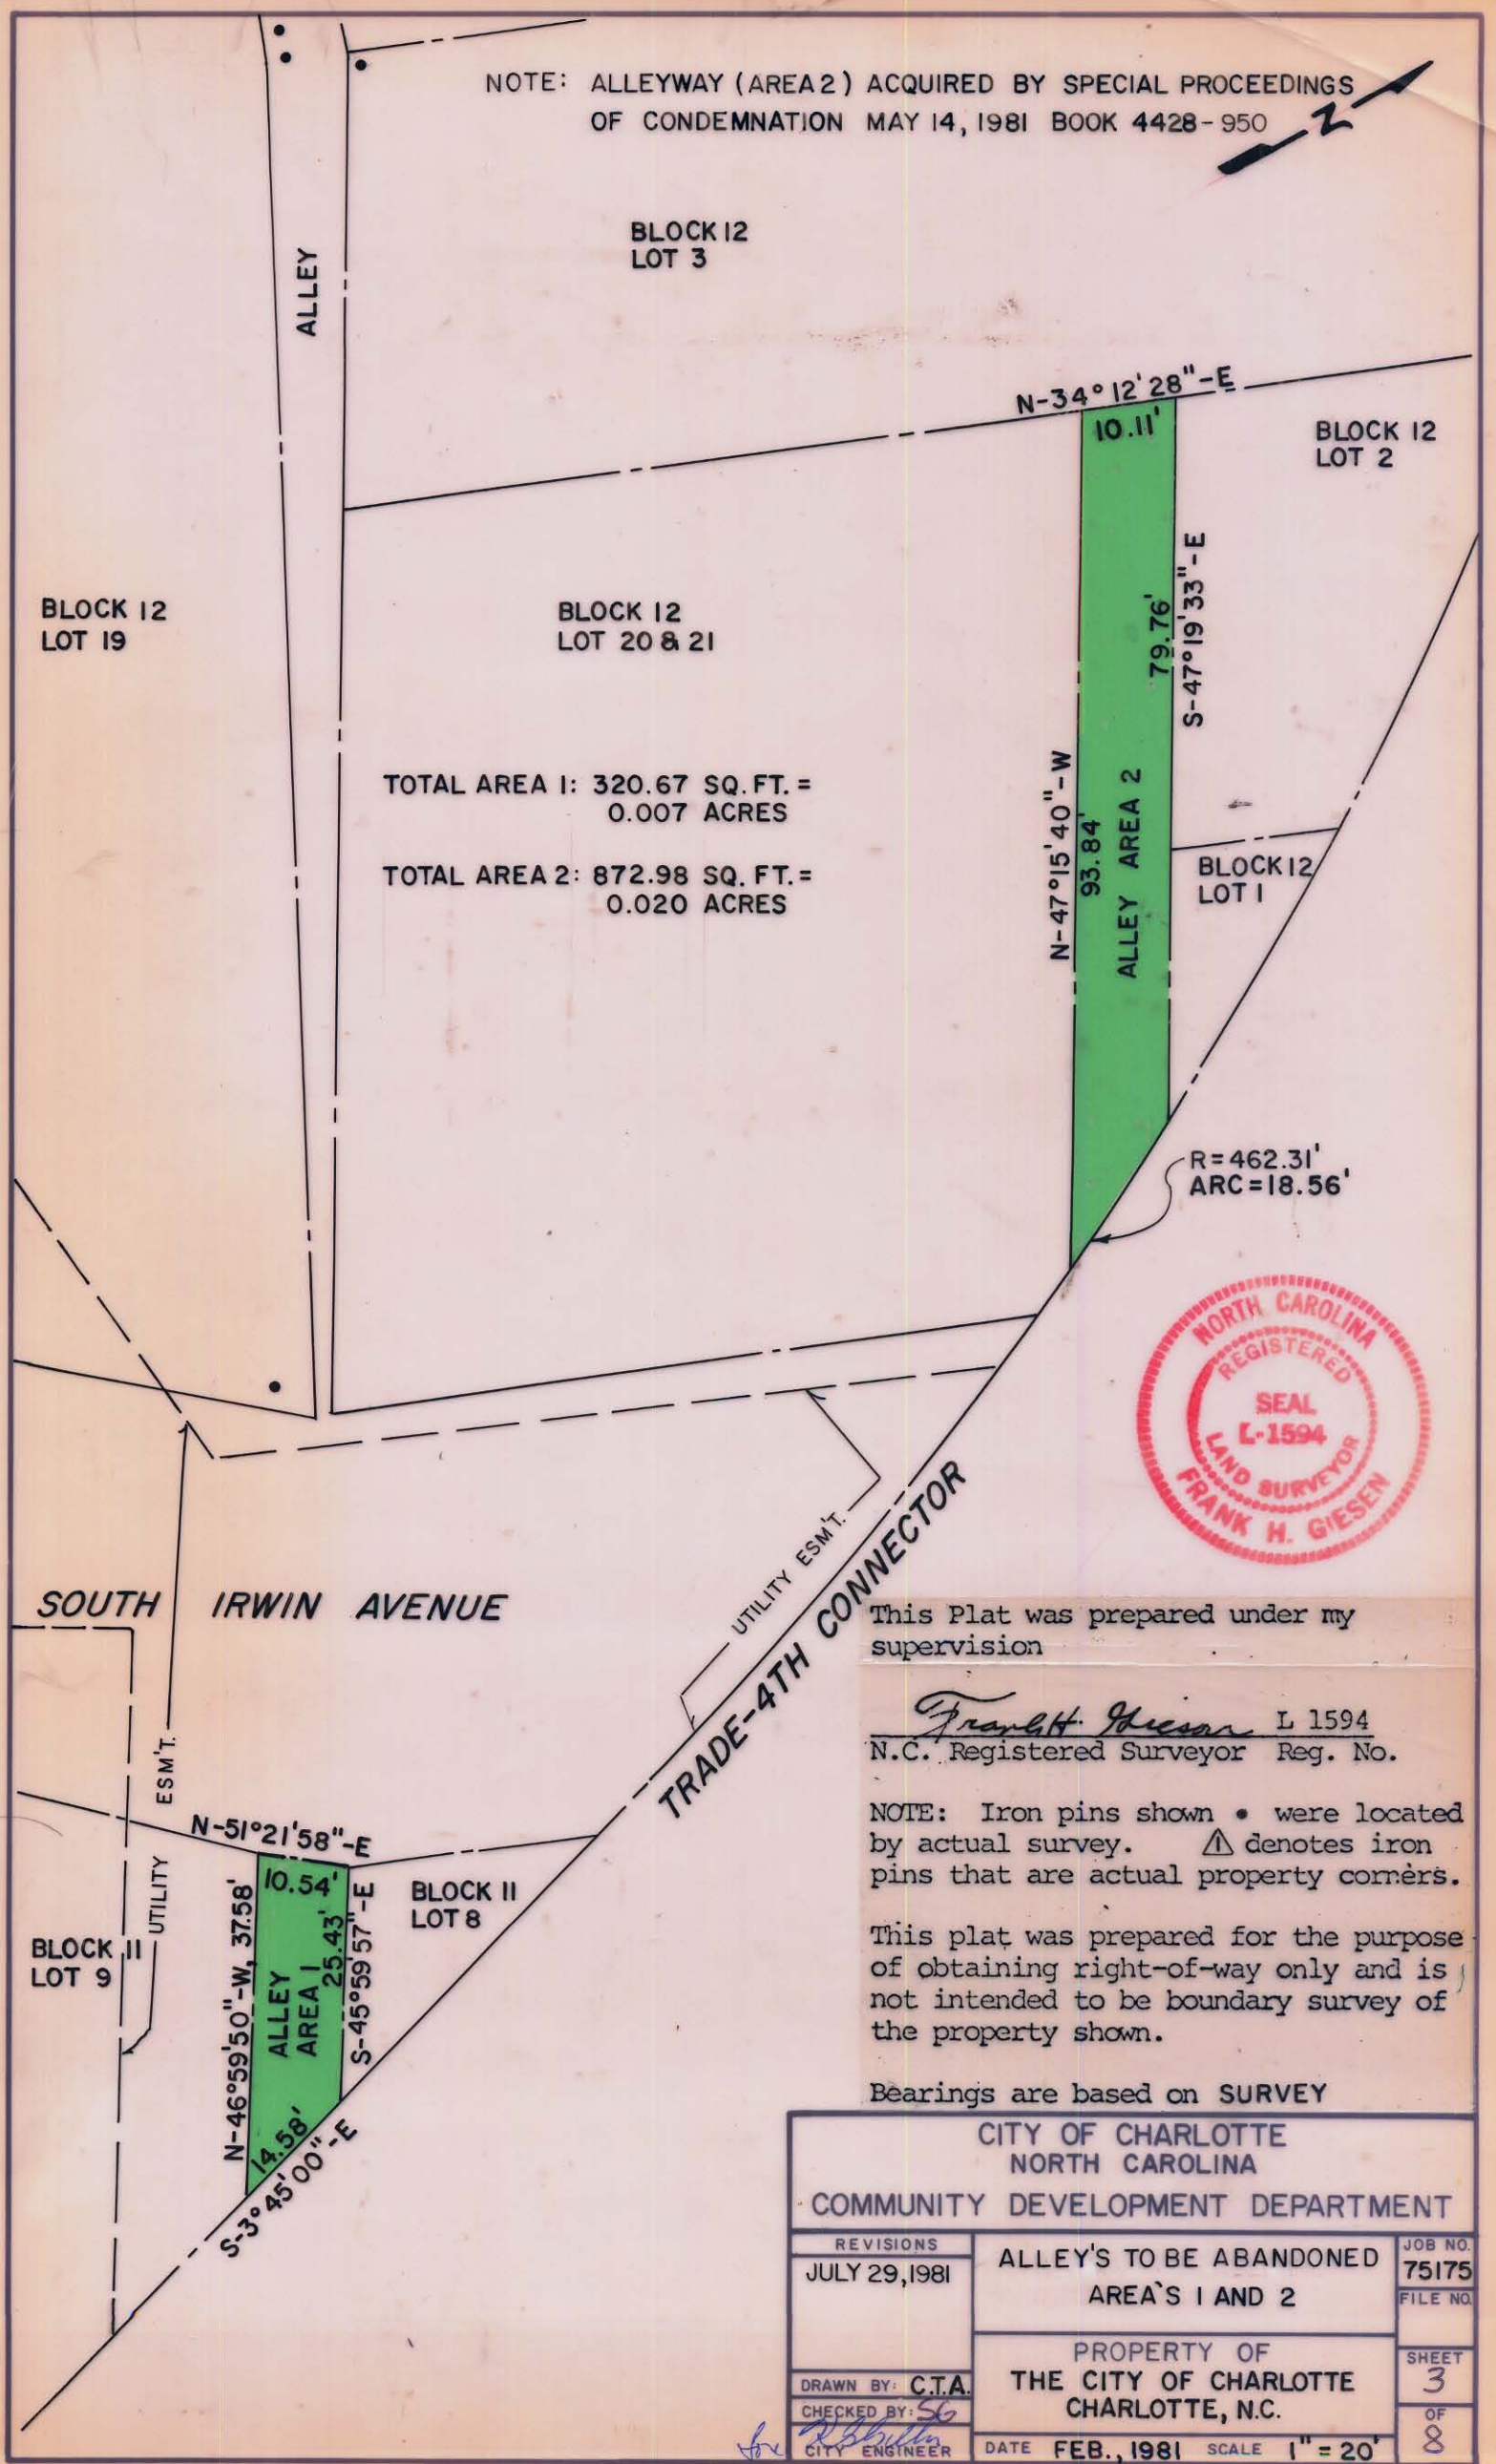 NOTE: ALLEYWAY (AREA 2) ACQUIRED BY SPECIAL PROCEEDINGS
OF CONDEMNATION MAY 14, 1981 BOOK 4428-950
N
BLOCK 12
LOT 3
ALLEY
N-34°12'28"-E
10.11'
BLOCK 12
LOT 2
BLOCK 12
LOT 19
BLOCK 12
LOT 20 & 21
79.76'
S-47°19'33"-E
TOTAL AREA 1: 320.67 SQ. FT. =
0.007 ACRES
TOTAL AREA 2: 872.98 SQ. FT. =
0.020 ACRES
N-47°15'40"-W
93.84'
ALLEY AREA 2
BLOCK 12
LOT 1
R=462.31'
ARC=18.56'
NORTH CAROLINA
REGISTERED
SEAL
L-1594
LAND SURVEYOR
FRANK H. GIESEN
UTILITY ESM'T.
TRADE-4TH CONNECTOR
SOUTH IRWIN AVENUE
UTILITY ESM'T.
This Plat was prepared under my
supervision
Frank H. Giesen L 1594
N.C. Registered Surveyor Reg. No.
NOTE: Iron pins shown • were located
by actual survey. ⚠ denotes iron
pins that are actual property corners.
This plat was prepared for the purpose
of obtaining right-of-way only and is
not intended to be boundary survey of
the property shown.
Bearings are based on SURVEY
N-51°21'58"-E
10.54'
BLOCK 11
LOT 8
BLOCK 11
LOT 9
N-46°59'50"-W, 37.58'
ALLEY
AREA 1
25.43'
S-45°59'57"-E
14.58'
S-3°45'00"-E
CITY OF CHARLOTTE
NORTH CAROLINA
COMMUNITY DEVELOPMENT DEPARTMENT
REVISIONS
JULY 29, 1981
ALLEY'S TO BE ABANDONED
AREA'S 1 AND 2
JOB NO.
75175
FILE NO.
PROPERTY OF
THE CITY OF CHARLOTTE
CHARLOTTE, N.C.
SHEET
3
OF
8
DRAWN BY: C.T.A.
CHECKED BY: SG
for
CITY ENGINEER
DATE FEB., 1981 SCALE 1" = 20'